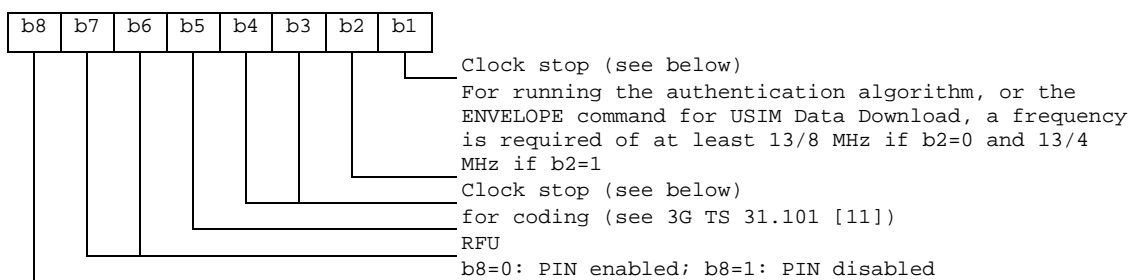 b8 b7 b6 b5 b4 b3 b2 b1
Clock stop (see below)
For running the authentication algorithm, or the
ENVELOPE command for USIM Data Download, a frequency
is required of at least 13/8 MHz if b2=0 and 13/4
MHz if b2=1
Clock stop (see below)
for coding (see 3G TS 31.101 [11])
RFU
b8=0: PIN enabled; b8=1: PIN disabled